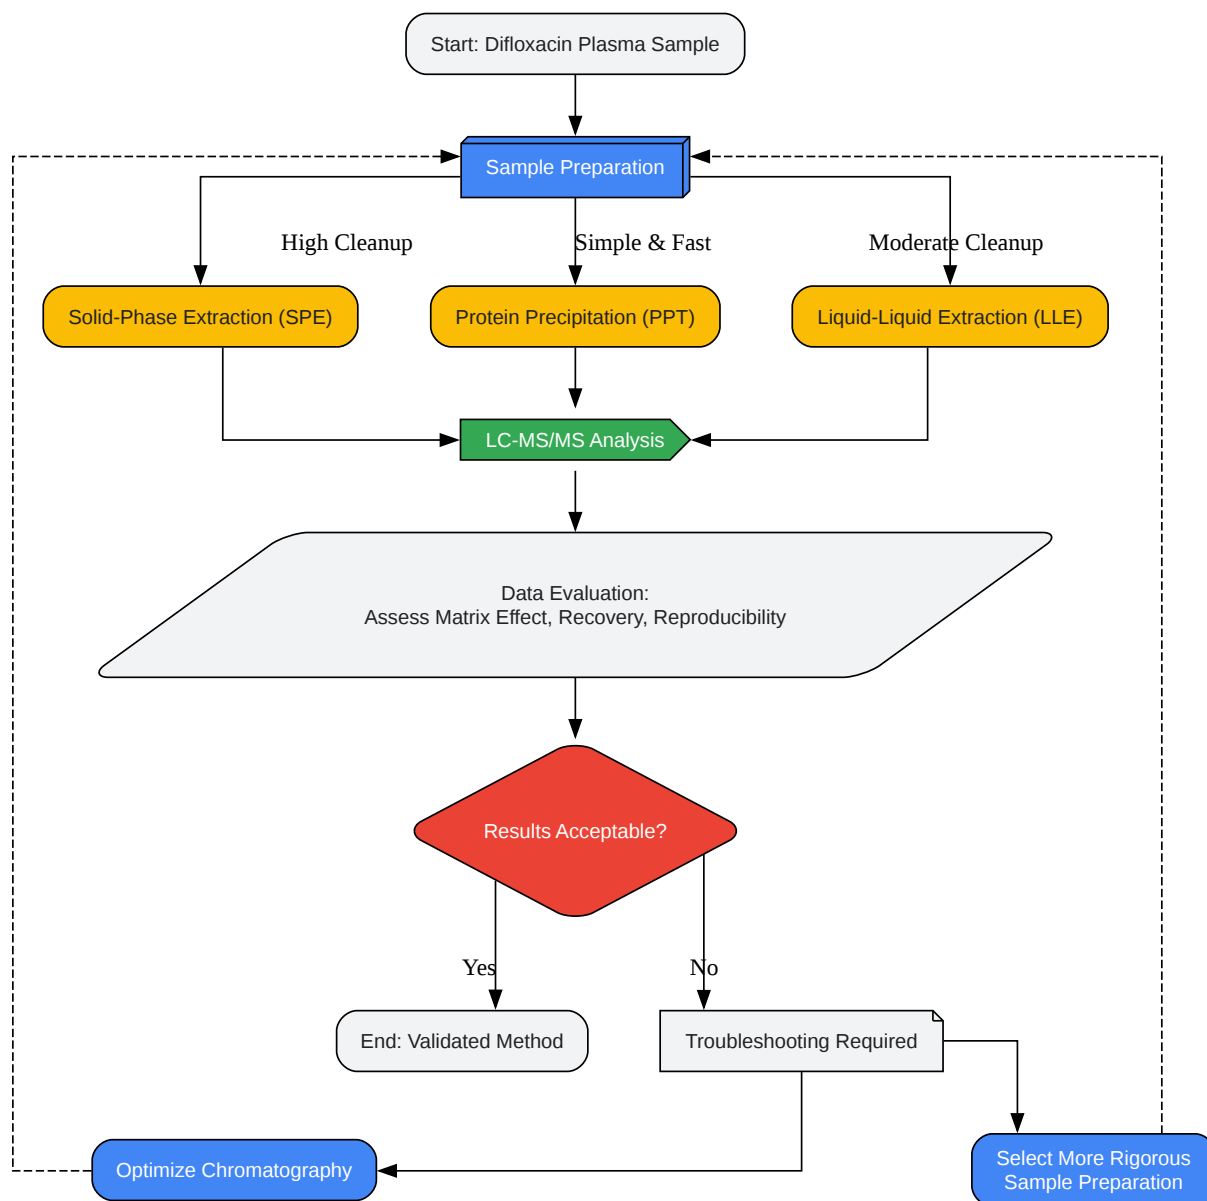 Start: Difloxacin Plasma Sample
Sample Preparation
High Cleanup
Simple & Fast
Moderate Cleanup
Solid-Phase Extraction (SPE)
Protein Precipitation (PPT)
Liquid-Liquid Extraction (LLE)
LC-MS/MS Analysis
Data Evaluation:
Assess Matrix Effect, Recovery, Reproducibility
Results Acceptable?
Yes
No
End: Validated Method
Troubleshooting Required
Optimize Chromatography
Select More Rigorous
Sample Preparation